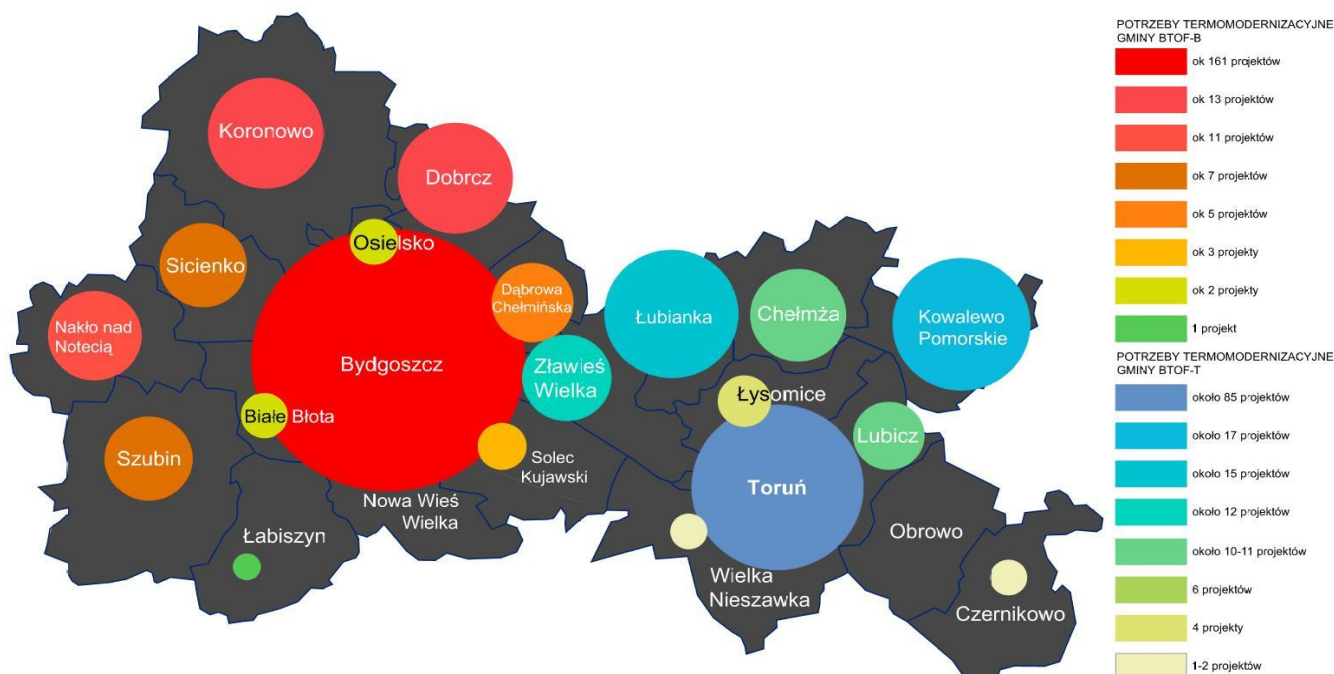 Koronowo
Dobrcz
Osielsko
Sicienko
Dąbrowa
Chełmińska
Nakło nad
Notecią
Bydgoszcz
Zławieś
Wielka
Łubianka
Chełmża
Kowalewo
Pomorskie
Białe Błota
Łysomice
Lubicz
Szubin
Solec
Kujawski
Toruń
Nowa Wieś
Wielka
Łabiszyn
Obrowo
Wielka
Nieszawka
Czernikowo
POTRZEBY TERMOMODERNIZACYJNE
GMINY BTOF-B
ok 161 projektów
ok 13 projektów
ok 11 projektów
ok 7 projektów
ok 5 projektów
ok 3 projekty
ok 2 projekty
1 projekt
POTRZEBY TERMOMODERNIZACYJNE
GMINY BTOF-T
około 85 projektów
około 17 projektów
około 15 projektów
około 12 projektów
około 10-11 projektów
6 projektów
4 projekty
1-2 projektów